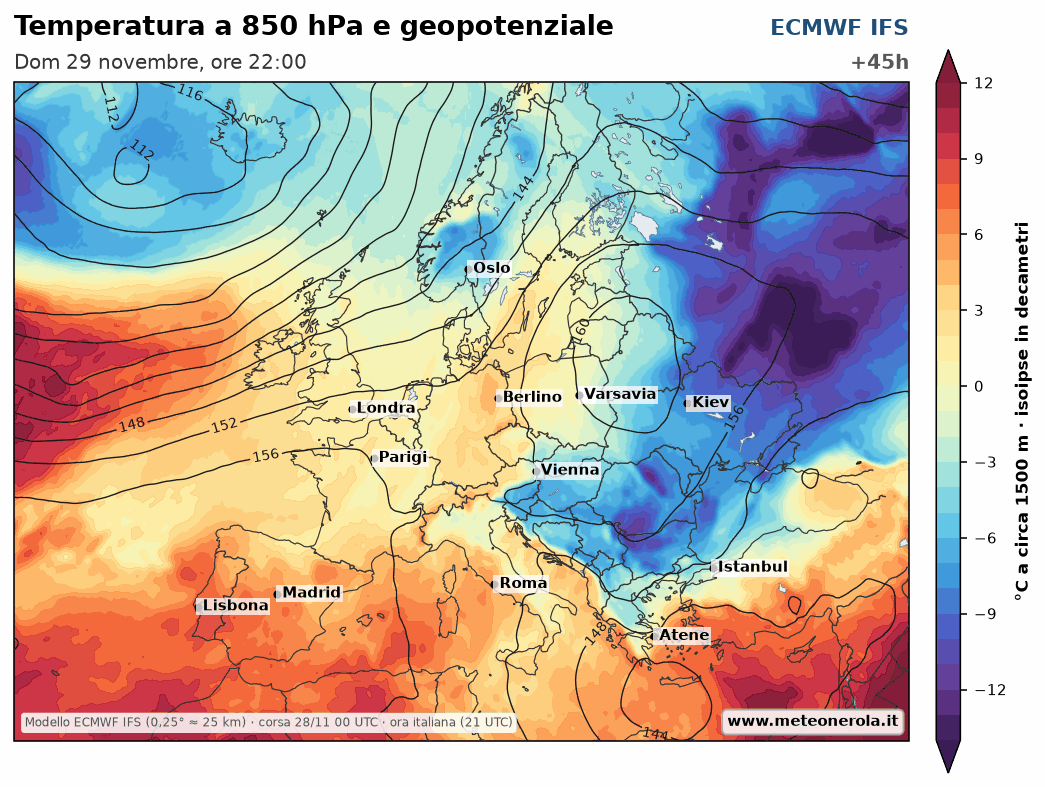 Temperatura a 850 hPa e geopotenziale
ECMWF IFS
Dom 29 novembre, ore 22:00
+45h
116
112
112
144
160
148
152
156
156
148
144
Oslo
Berlino
Varsavia
Kiev
Londra
Parigi
Vienna
Roma
Istanbul
Madrid
Lisbona
Atene
Modello ECMWF IFS (0,25° ≈ 25 km) · corsa 28/11 00 UTC · ora italiana (21 UTC)
www.meteonerola.it
12
9
6
3
0
−3
−6
−9
−12
°C a circa 1500 m · isoipse in decametri